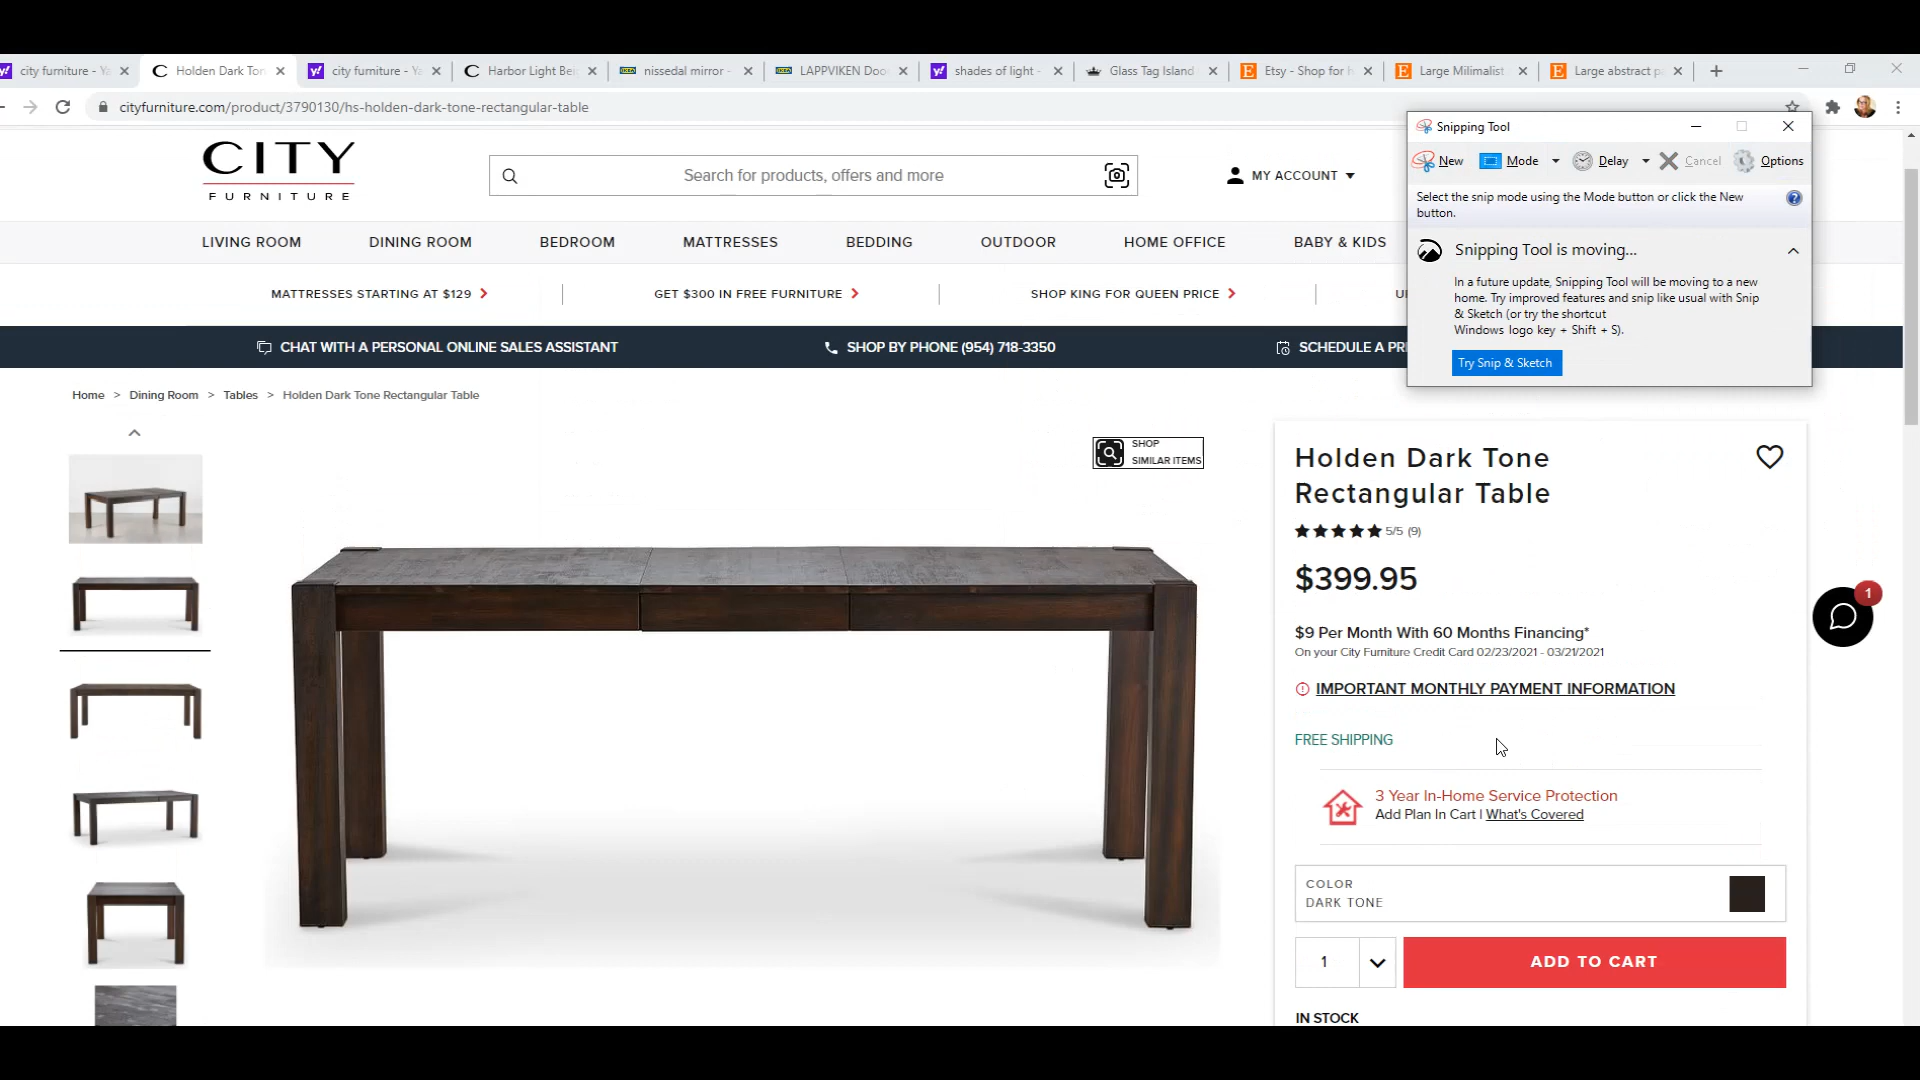 city furniture - Ya
Holden Dark Ton
city furniture - Ya
Harbor Light Bei
nissedal mirror -
LAPPVIKEN Doo
shades of light -
Glass Tag Island
Etsy - Shop for h
Large Milimalist
Large abstract pa
cityfurniture.com/product/3790130/hs-holden-dark-tone-rectangular-table
CITY
FURNITURE
Search for products, offers and more
MY ACCOUNT
Snipping Tool
New
Mode
Delay
Cancel
Options
Select the snip mode using the Mode button or click the New
button.
Snipping Tool is moving...
In a future update, Snipping Tool will be moving to a new
home. Try improved features and snip like usual with Snip
& Sketch (or try the shortcut
Windows logo key + Shift + S).
Try Snip & Sketch
LIVING ROOM
DINING ROOM
BEDROOM
MATTRESSES
BEDDING
OUTDOOR
HOME OFFICE
BABY & KIDS
MATTRESSES STARTING AT $129
GET $300 IN FREE FURNITURE
SHOP KING FOR QUEEN PRICE
CHAT WITH A PERSONAL ONLINE SALES ASSISTANT
SHOP BY PHONE (954) 718-3350
SCHEDULE A PR
Home > Dining Room > Tables > Holden Dark Tone Rectangular Table
SHOP
SIMILAR ITEMS
Holden Dark Tone
Rectangular Table
5/5 (9)
$399.95
$9 Per Month With 60 Months Financing*
On your City Furniture Credit Card 02/23/2021 - 03/21/2021
IMPORTANT MONTHLY PAYMENT INFORMATION
FREE SHIPPING
3 Year In-Home Service Protection
Add Plan In Cart | What's Covered
COLOR
DARK TONE
1
ADD TO CART
IN STOCK
1